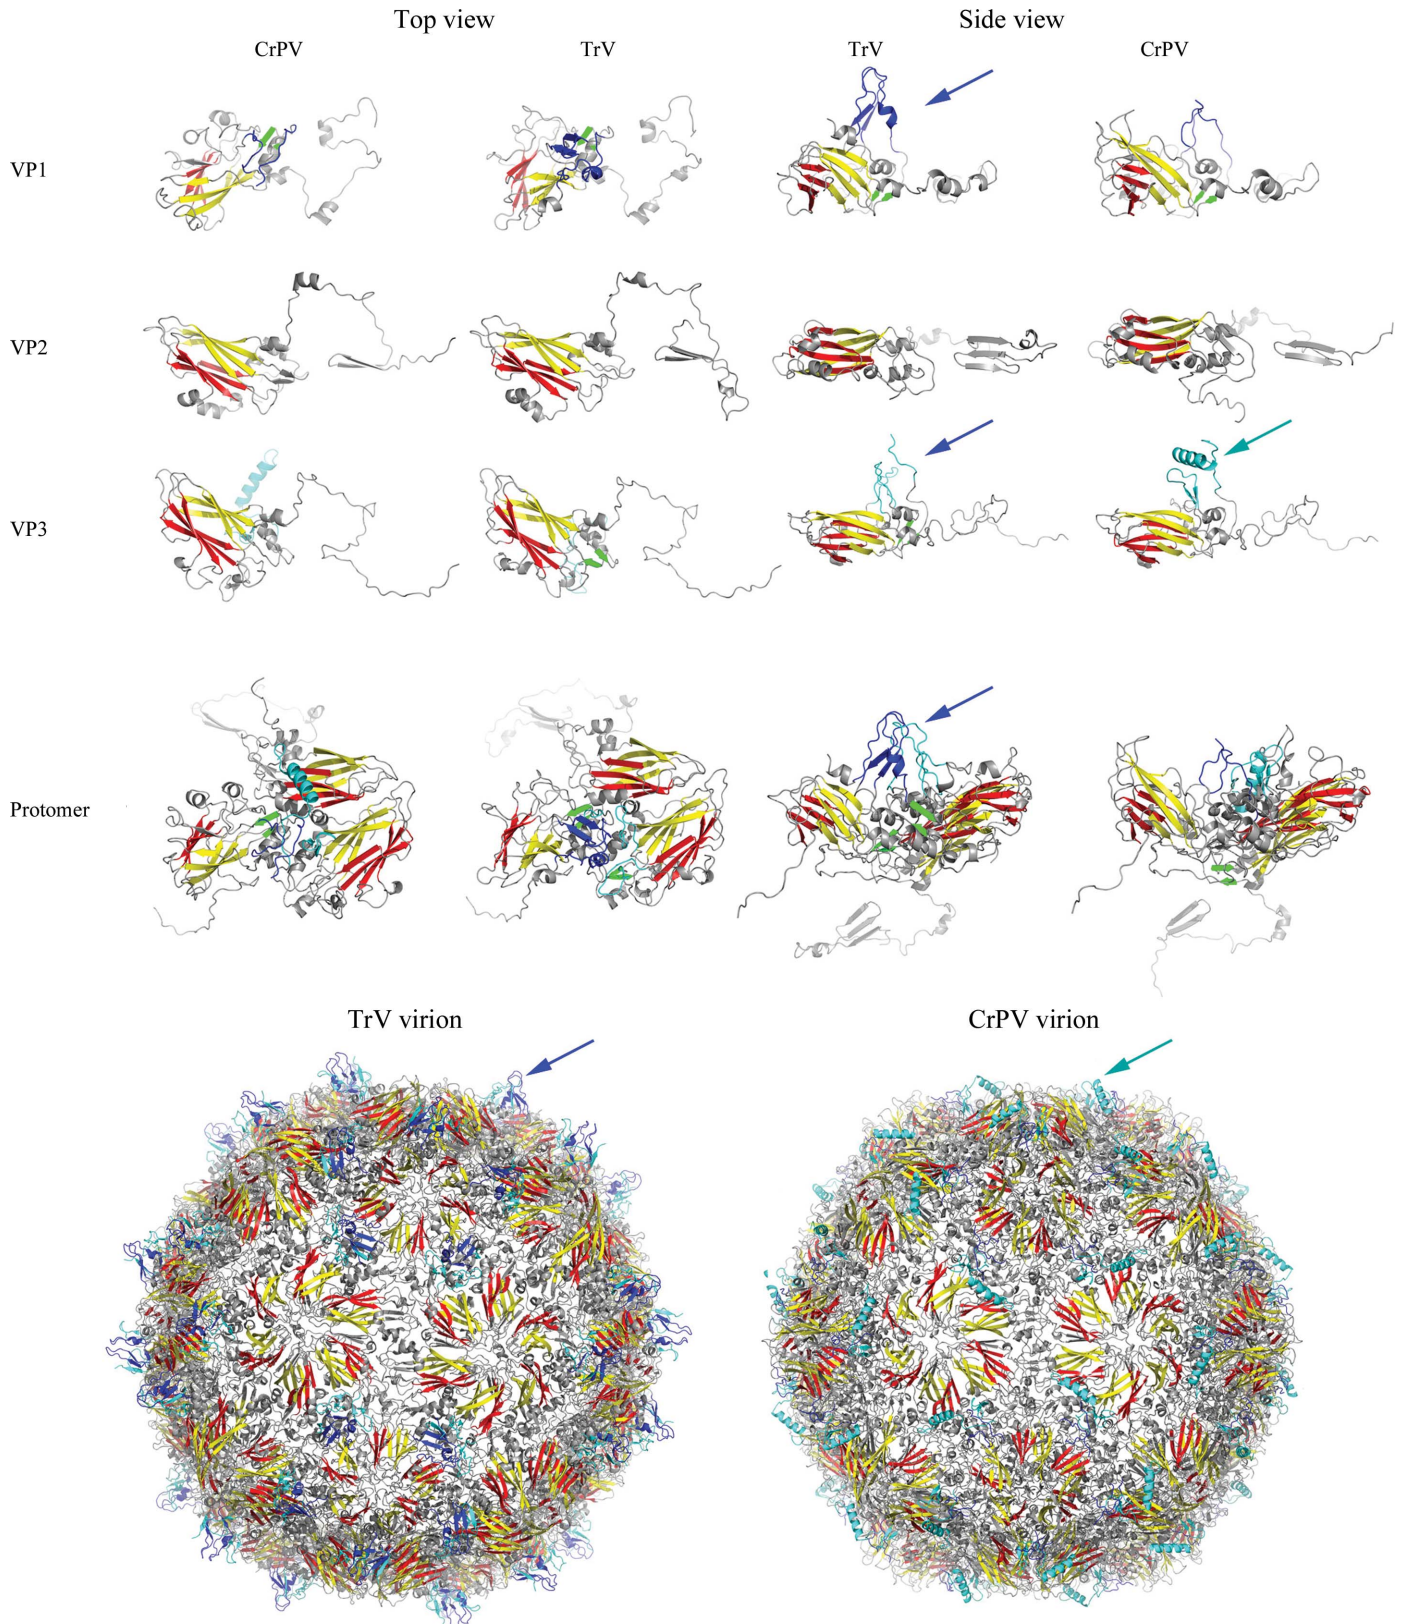 Top view Side view
CrPV TrV TrV CrPV
VP1
VP2
VP3
Protomer
TrV virion CrPV virion